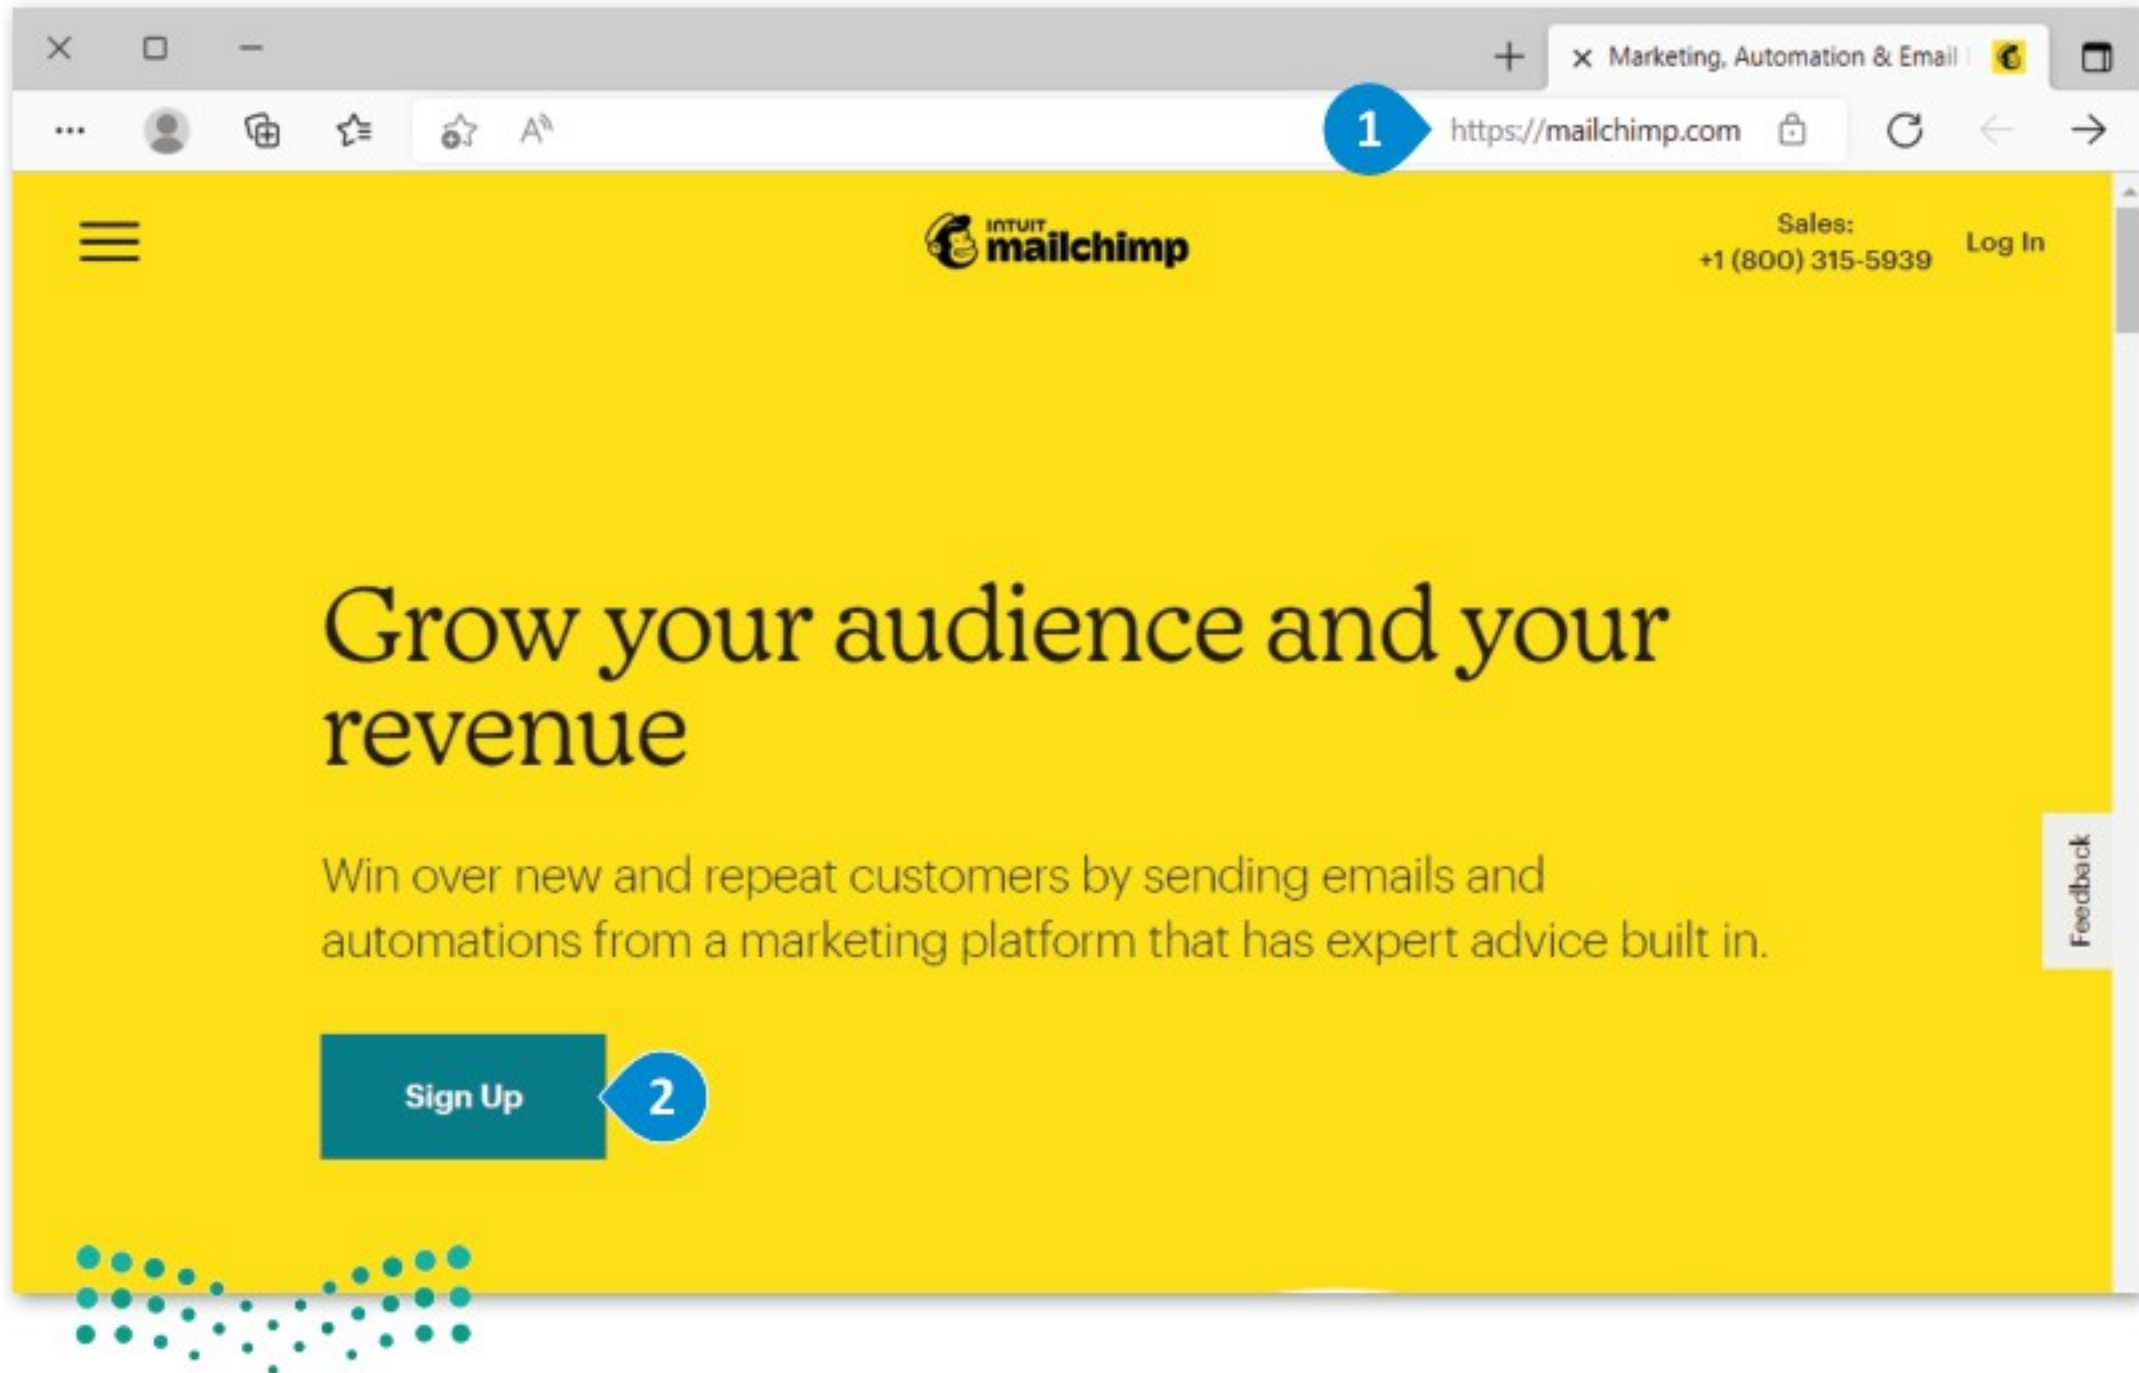 Marketing, Automation & Email
1
https://mailchimp.com
INTUIT
mailchimp
Sales:
+1 (800) 315-5939
Log In
Grow your audience and your
revenue
Win over new and repeat customers by sending emails and
automations from a marketing platform that has expert advice built in.
Feedback
Sign Up
2